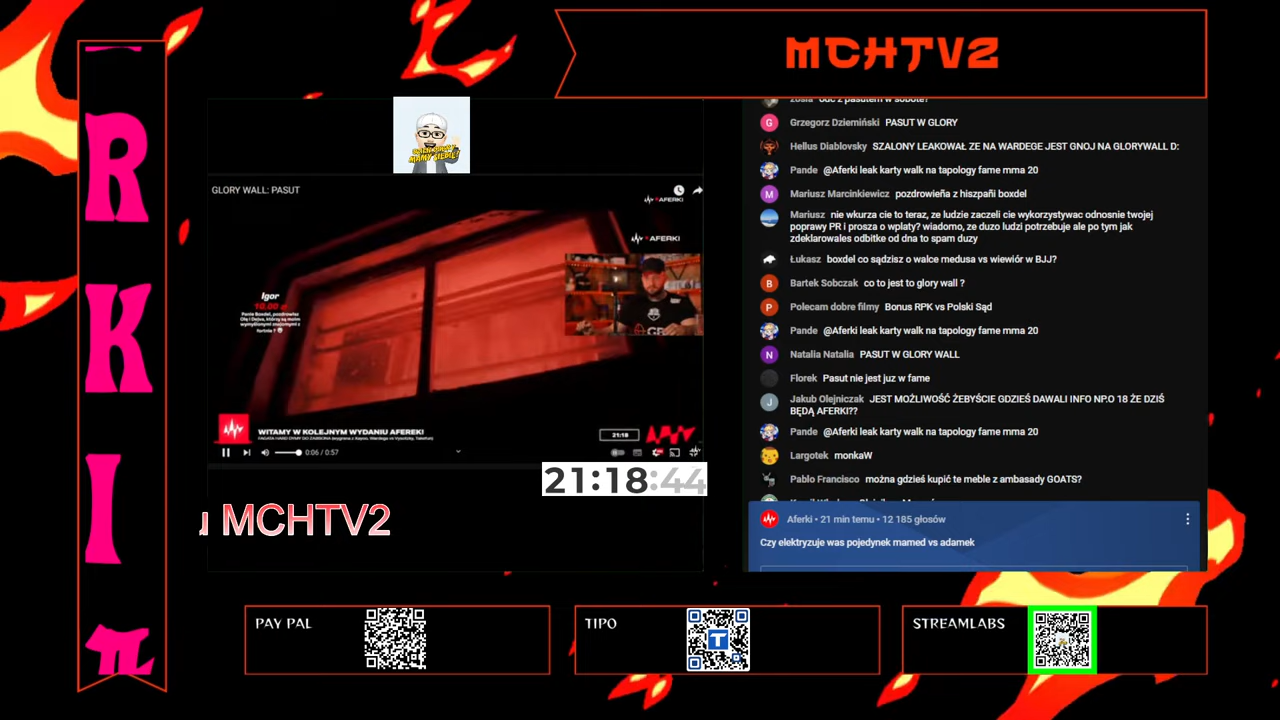 MCHTV2
R
K
I
GLORY WALL: PASUT
AFERKI
AFERKI
Igor
10.00 zł
WITAMY W KOLEJNYM WYDANIU AFEREK!
21:18
0:06 / 0:57
21:18:44
u MCHTV2
Zosia odc z pasutem w sobote?
Grzegorz Dziemiński PASUT W GLORY
Hellus Diablovsky SZALONY LEAKOWAŁ ZE NA WARDEGE JEST GNOJ NA GLORYWALL D:
Pande @Aferki leak karty walk na tapology fame mma 20
Mariusz Marcinkiewicz pozdrowieña z hiszpañi boxdel
Mariusz nie wkurza cie to teraz, ze ludzie zaczeli cie wykorzystywac odnosnie twojej
poprawy PR i prosza o wpłaty? wiadomo, ze duzo ludzi potrzebuje ale po tym jak
zdeklarowales odbitke od dna to spam duzy
Łukasz boxdel co sądzisz o walce medusa vs wiewiór w BJJ?
Bartek Sobczak co to jest to glory wall ?
Polecam dobre filmy Bonus RPK vs Polski Sąd
Pande @Aferki leak karty walk na tapology fame mma 20
Natalia Natalia PASUT W GLORY WALL
Florek Pasut nie jest juz w fame
Jakub Olejniczak JEST MOŻLIWOŚĆ ŻEBYŚCIE GDZIEŚ DAWALI INFO NP.O 18 ŻE DZIŚ
BĘDĄ AFERKI??
Pande @Aferki leak karty walk na tapology fame mma 20
Largotek monkaW
Pablo Francisco można gdzieś kupić te meble z ambasady GOATS?
Aferki • 21 min temu • 12 185 głosów
Czy elektryzuje was pojedynek mamed vs adamek
PAY PAL
TIPO
T
STREAMLABS